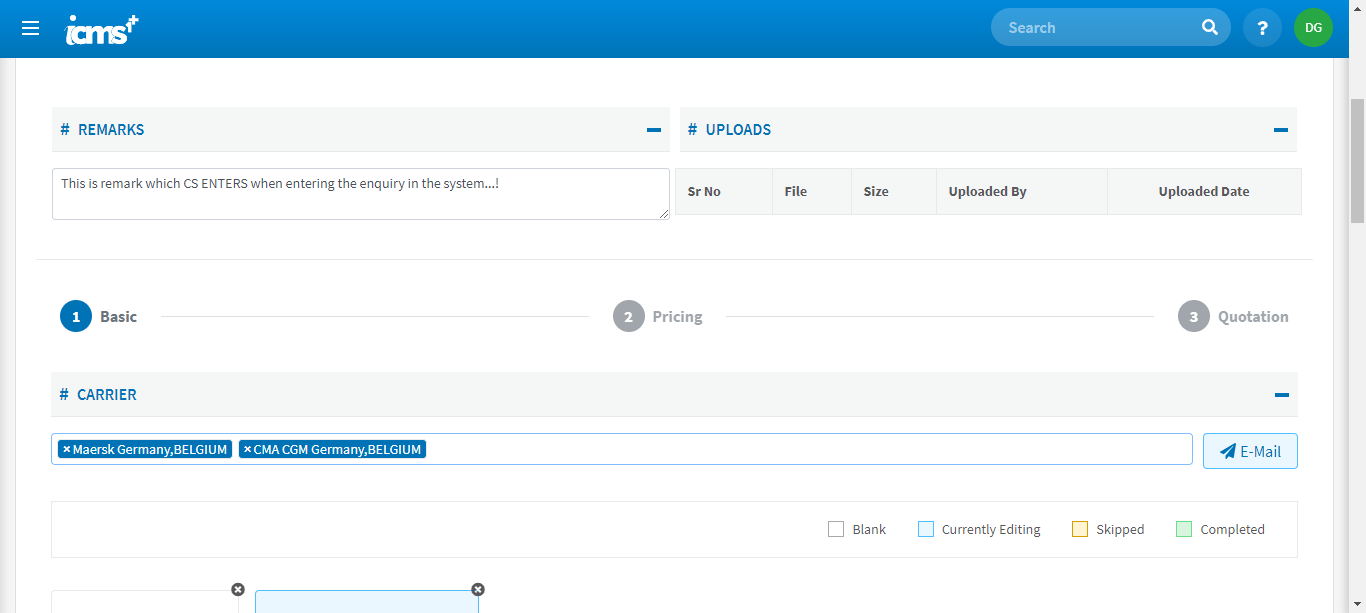 icms+
Search
?
DG
# REMARKS
# UPLOADS
This is remark which CS ENTERS when entering the enquiry in the system...!
Sr No File Size Uploaded By Uploaded Date
1 Basic
2 Pricing
3 Quotation
# CARRIER
×Maersk Germany,BELGIUM ×CMA CGM Germany,BELGIUM
E-Mail
Blank Currently Editing Skipped Completed